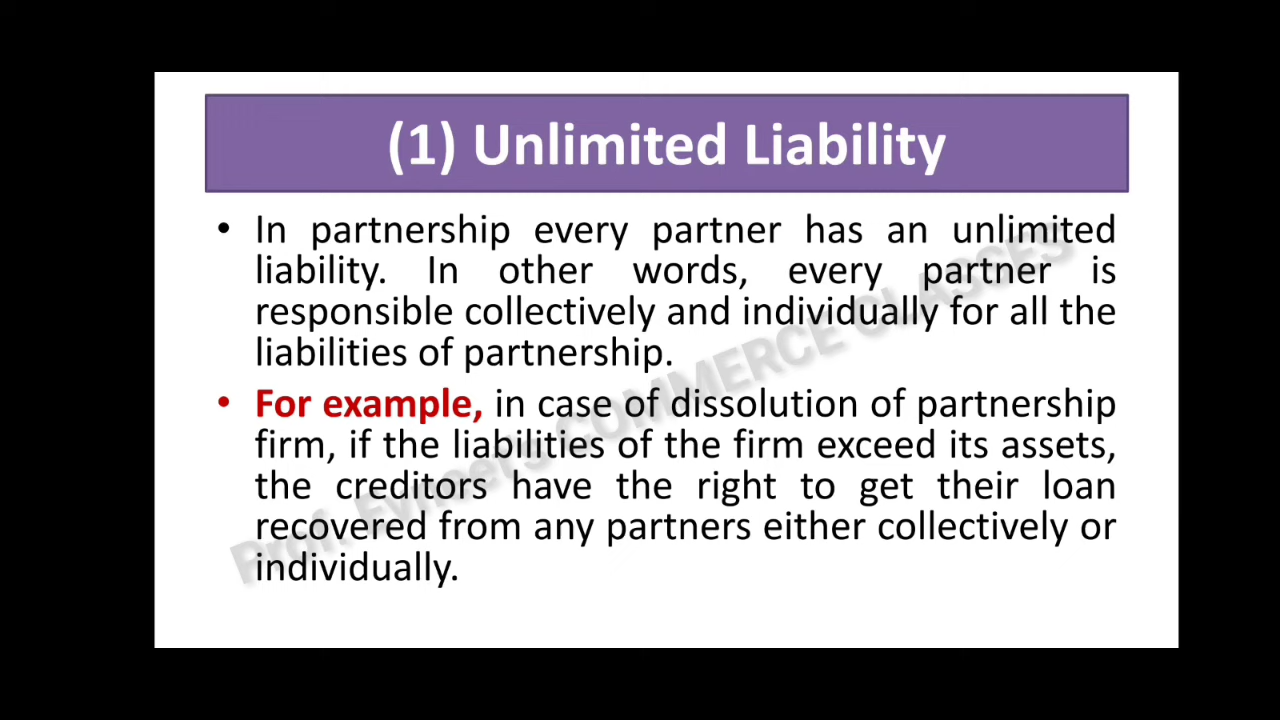 (1) Unlimited Liability
• In partnership every partner has an unlimited
liability. In other words, every partner is
responsible collectively and individually for all the
liabilities of partnership.
• For example, in case of dissolution of partnership
firm, if the liabilities of the firm exceed its assets,
the creditors have the right to get their loan
recovered from any partners either collectively or
individually.
Prof. COMMERCE CLASSES